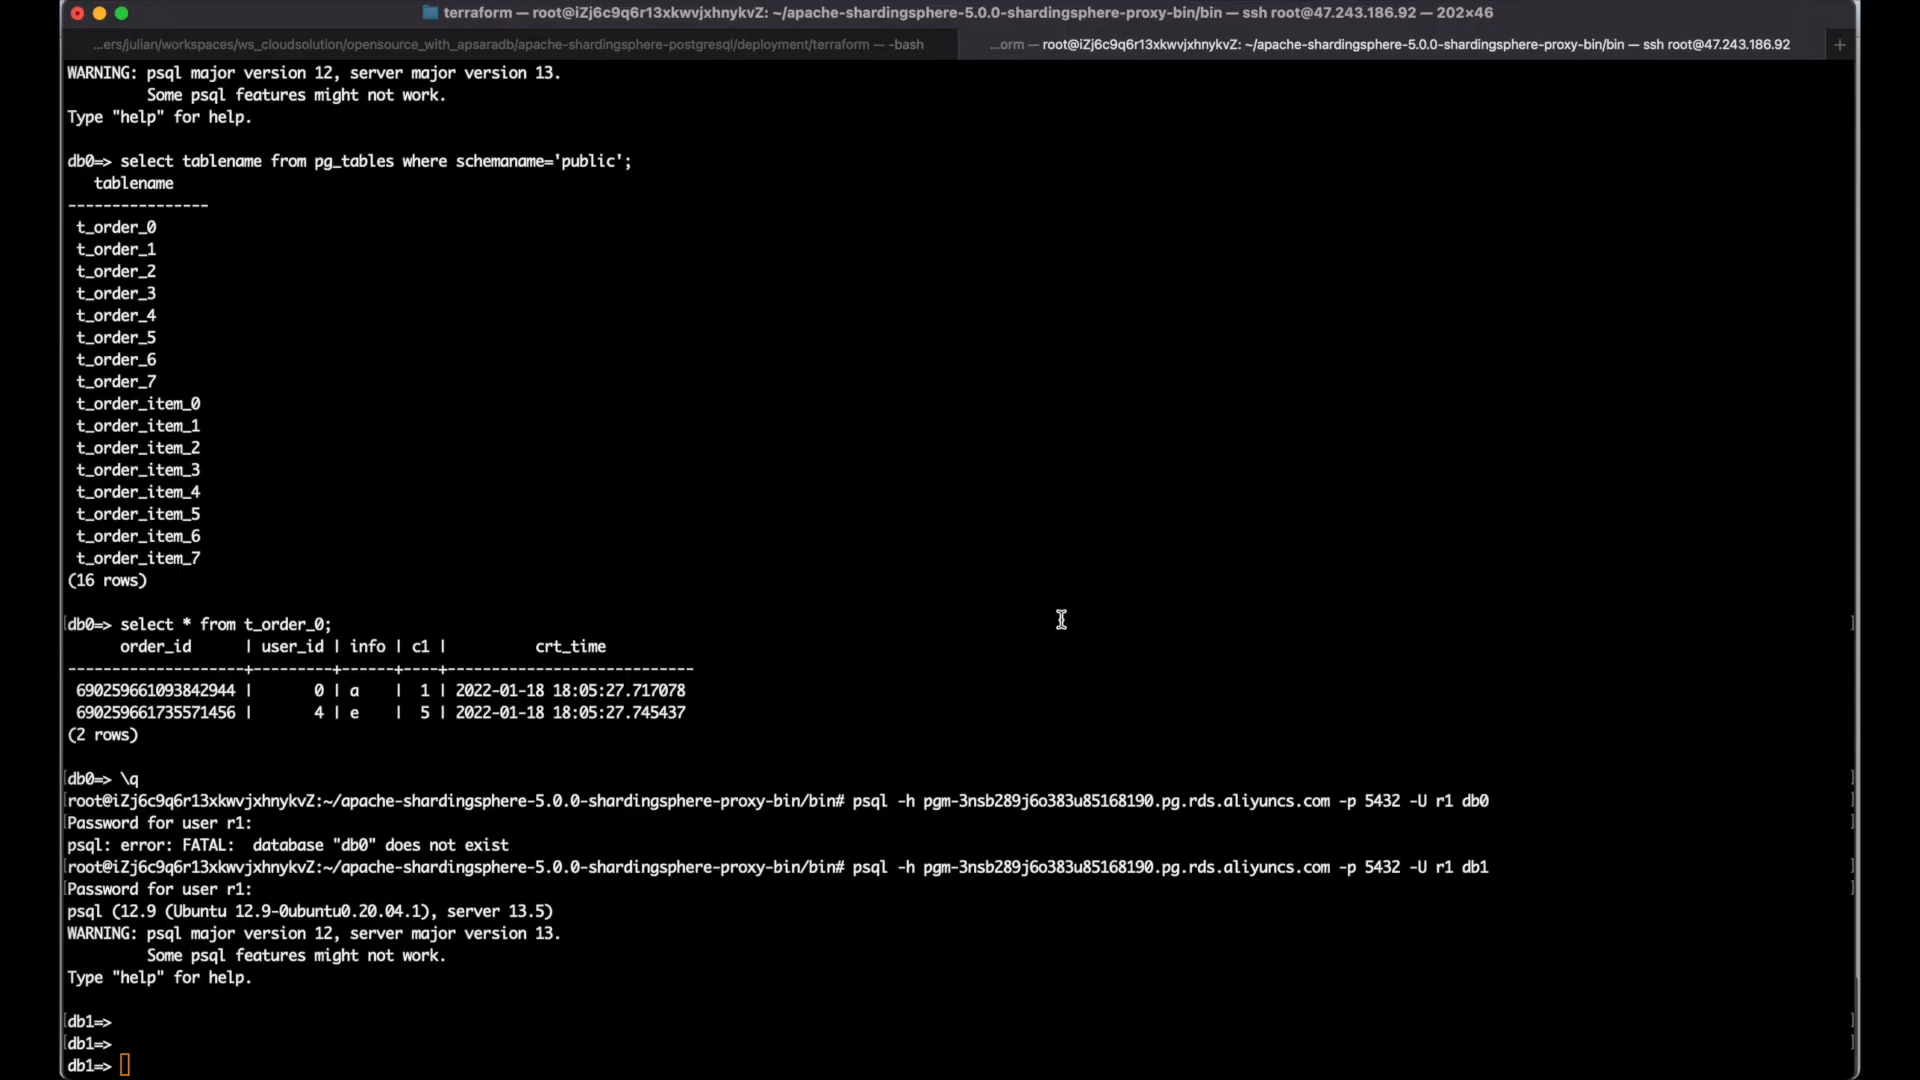 terraform — root@iZj6c9q6r13xkwvjxhnykvZ: ~/apache-shardingsphere-5.0.0-shardingsphere-proxy-bin/bin — ssh root@47.243.186.92 — 202×46
...ers/julian/workspaces/ws_cloudsolution/opensource_with_apsaradb/apache-shardingsphere-postgresql/deployment/terraform — -bash
...orm — root@iZj6c9q6r13xkwvjxhnykvZ: ~/apache-shardingsphere-5.0.0-shardingsphere-proxy-bin/bin — ssh root@47.243.186.92 +
WARNING: psql major version 12, server major version 13.
         Some psql features might not work.
Type "help" for help.
db0=> select tablename from pg_tables where schemaname='public';
   tablename
----------------
 t_order_0
 t_order_1
 t_order_2
 t_order_3
 t_order_4
 t_order_5
 t_order_6
 t_order_7
 t_order_item_0
 t_order_item_1
 t_order_item_2
 t_order_item_3
 t_order_item_4
 t_order_item_5
 t_order_item_6
 t_order_item_7
(16 rows)
[db0=> select * from t_order_0; ]
      order_id      | user_id | info | c1 |          crt_time
--------------------+---------+------+----+----------------------------
 690259661093842944 |       0 | a    |  1 | 2022-01-18 18:05:27.717078
 690259661735571456 |       4 | e    |  5 | 2022-01-18 18:05:27.745437
(2 rows)
[db0=> \q ]
[root@iZj6c9q6r13xkwvjxhnykvZ:~/apache-shardingsphere-5.0.0-shardingsphere-proxy-bin/bin# psql -h pgm-3nsb289j6o383u85168190.pg.rds.aliyuncs.com -p 5432 -U r1 db0 ]
[Password for user r1: ]
psql: error: FATAL:  database "db0" does not exist
[root@iZj6c9q6r13xkwvjxhnykvZ:~/apache-shardingsphere-5.0.0-shardingsphere-proxy-bin/bin# psql -h pgm-3nsb289j6o383u85168190.pg.rds.aliyuncs.com -p 5432 -U r1 db1 ]
[Password for user r1: ]
psql (12.9 (Ubuntu 12.9-0ubuntu0.20.04.1), server 13.5)
WARNING: psql major version 12, server major version 13.
         Some psql features might not work.
Type "help" for help.
[db1=> ]
[db1=> ]
db1=>